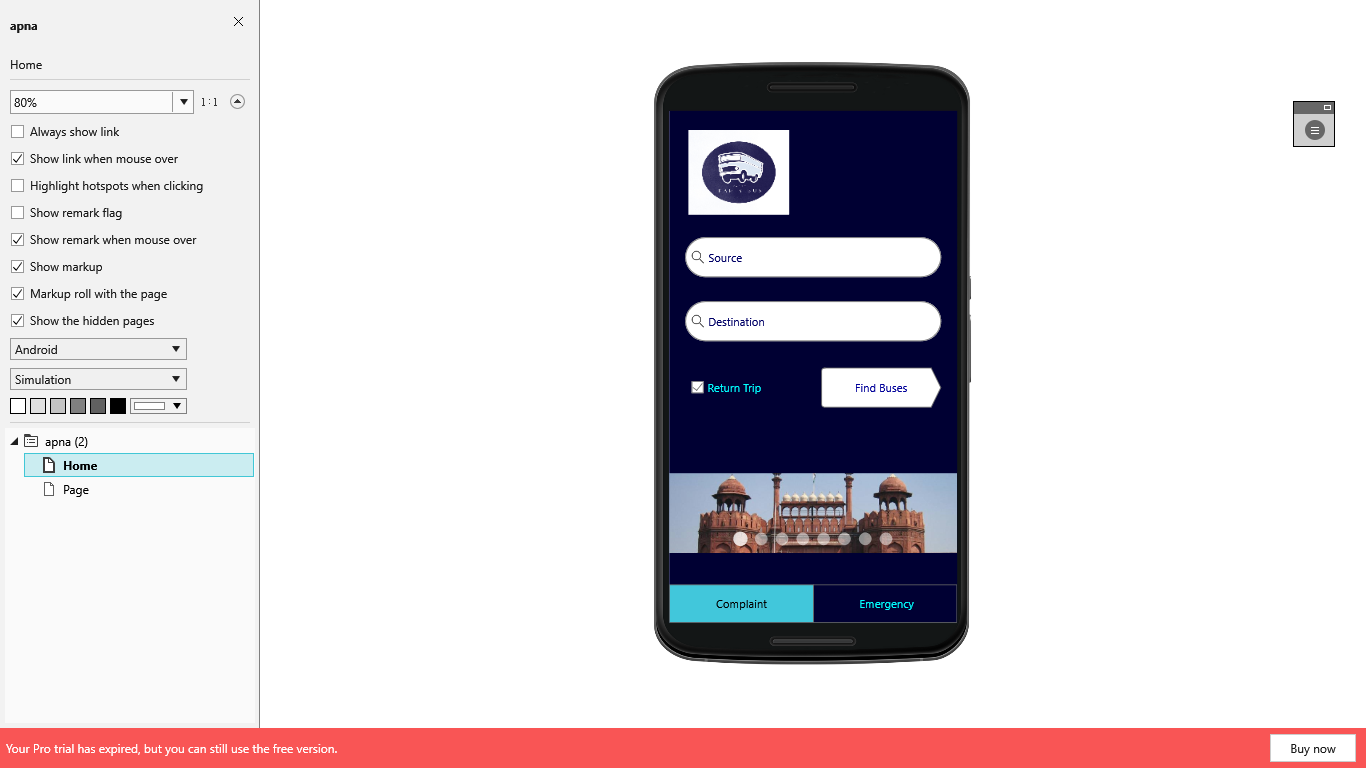 apna
Home
80%
1:1
Always show link
Show link when mouse over
Highlight hotspots when clicking
Show remark flag
Show remark when mouse over
Show markup
Markup roll with the page
Show the hidden pages
Android
Simulation
apna (2)
Home
Page
Source
Destination
Return Trip
Find Buses
Complaint
Emergency
Your Pro trial has expired, but you can still use the free version.
Buy now